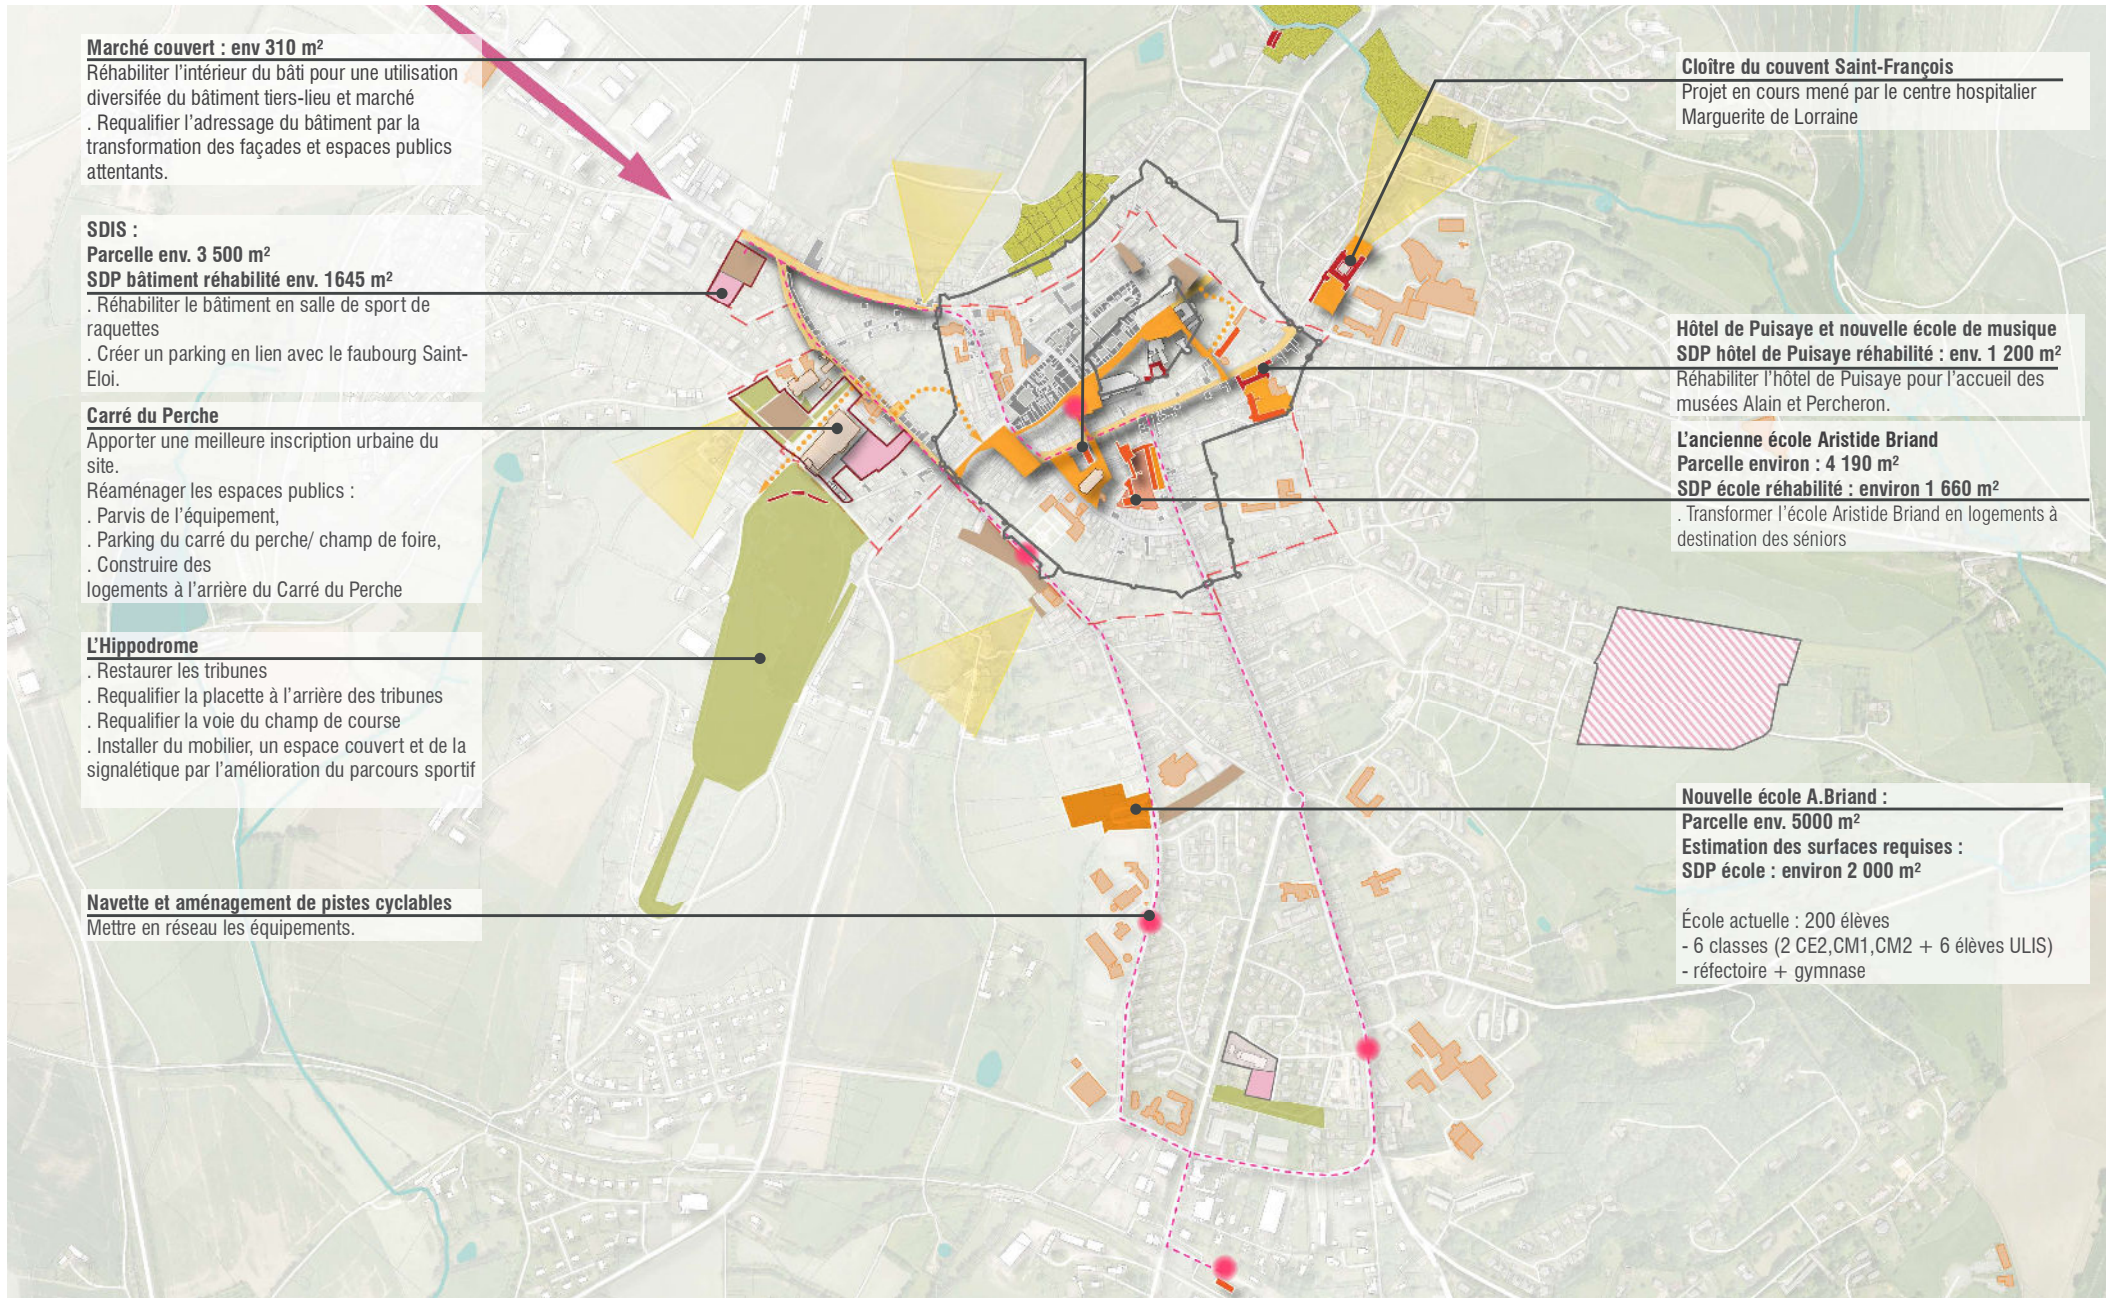 Marché couvert : env 310 m²
Réhabiliter l'intérieur du bâti pour une utilisation
diversifée du bâtiment tiers-lieu et marché
. Requalifier l'adressage du bâtiment par la
transformation des façades et espaces publics
attentants.
SDIS :
Parcelle env. 3 500 m²
SDP bâtiment réhabilité env. 1645 m²
. Réhabiliter le bâtiment en salle de sport de
raquettes
. Créer un parking en lien avec le faubourg Saint-
Eloi.
Carré du Perche
Apporter une meilleure inscription urbaine du
site.
Réaménager les espaces publics :
. Parvis de l'équipement,
. Parking du carré du perche/ champ de foire,
. Construire des
logements à l'arrière du Carré du Perche
L'Hippodrome
. Restaurer les tribunes
. Requalifier la placette à l'arrière des tribunes
. Requalifier la voie du champ de course
. Installer du mobilier, un espace couvert et de la
signalétique par l'amélioration du parcours sportif
Navette et aménagement de pistes cyclables
Mettre en réseau les équipements.
Cloître du couvent Saint-François
Projet en cours mené par le centre hospitalier
Marguerite de Lorraine
Hôtel de Puisaye et nouvelle école de musique
SDP hôtel de Puisaye réhabilité : env. 1 200 m²
Réhabiliter l'hôtel de Puisaye pour l'accueil des
musées Alain et Percheron.
L'ancienne école Aristide Briand
Parcelle environ : 4 190 m²
SDP école réhabilité : environ 1 660 m²
. Transformer l'école Aristide Briand en logements à
destination des séniors
Nouvelle école A.Briand :
Parcelle env. 5000 m²
Estimation des surfaces requises :
SDP école : environ 2 000 m²
École actuelle : 200 élèves
- 6 classes (2 CE2,CM1,CM2 + 6 élèves ULIS)
- réfectoire + gymnase